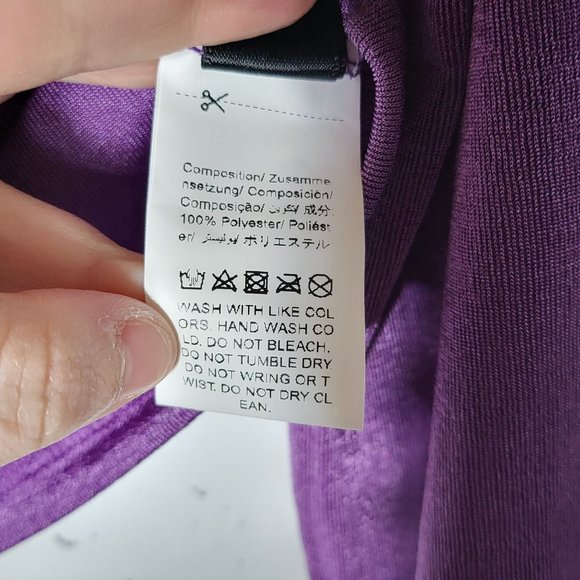 Composition/ Zusamme
nsetzung/ Composición/
Composição/ تكوين/ 成分:
100% Polyester/ Poliést
er/ بوليستر/ ポリエステル
WASH WITH LIKE COL
ORS. HAND WASH CO
LD. DO NOT BLEACH.
DO NOT TUMBLE DRY.
DO NOT WRING OR T
WIST. DO NOT DRY CL
EAN.